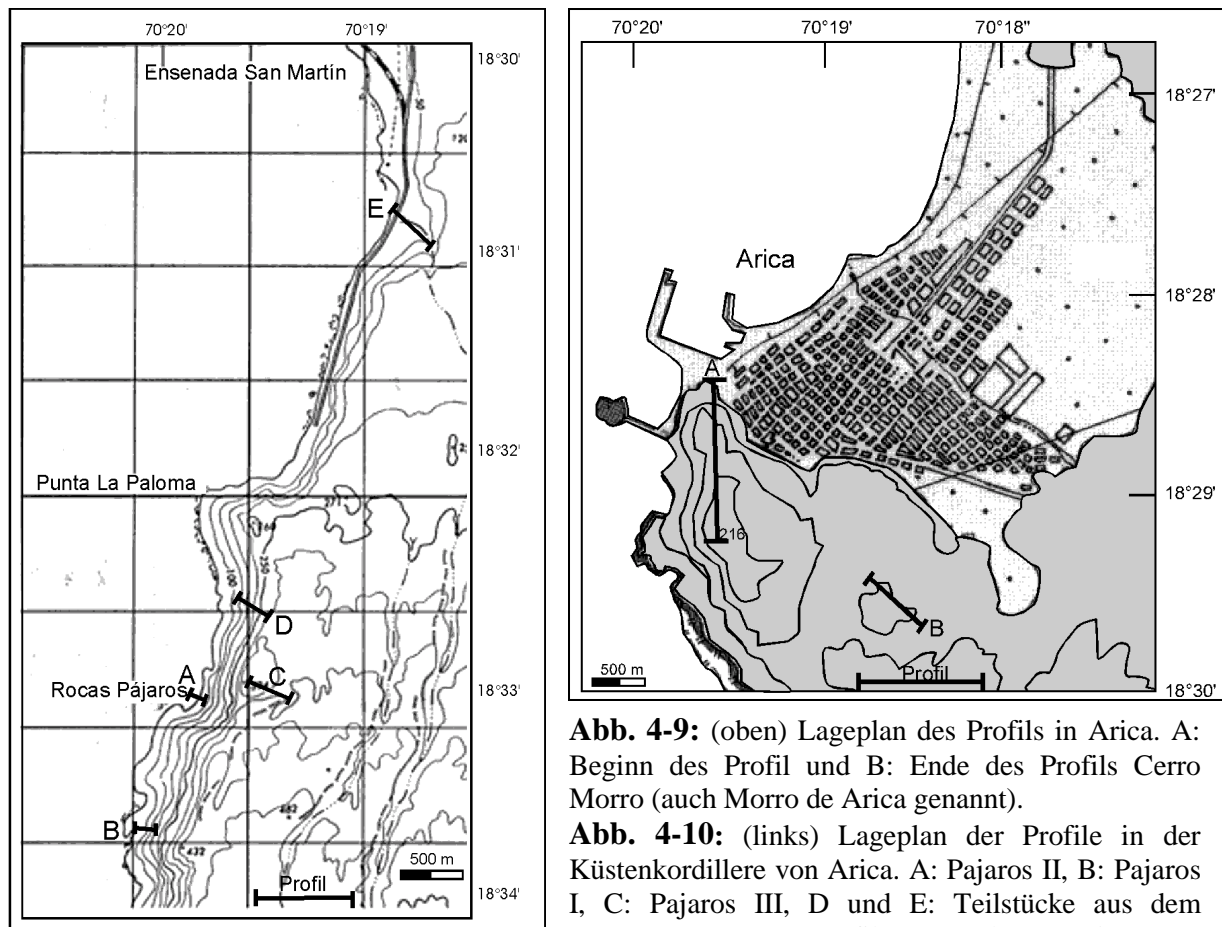 70°20' 70°19'
18°30'
Ensenada San Martín
50
E
18°31'
18°32'
Punta La Paloma
271
100
250
D
A
C
Rocas Pájaros
18°33'
B
432
500 m
Profil
18°34'
70°20' 70°19' 70°18"
18°27'
Arica
18°28'
A
18°29'
216
B
500 m
Profil
18°30'
Abb. 4-9: (oben) Lageplan des Profils in Arica. A:
Beginn des Profil und B: Ende des Profils Cerro
Morro (auch Morro de Arica genannt).
Abb. 4-10: (links) Lageplan der Profile in der
Küstenkordillere von Arica. A: Pajaros II, B: Pajaros
I, C: Pajaros III, D und E: Teilstücke aus dem